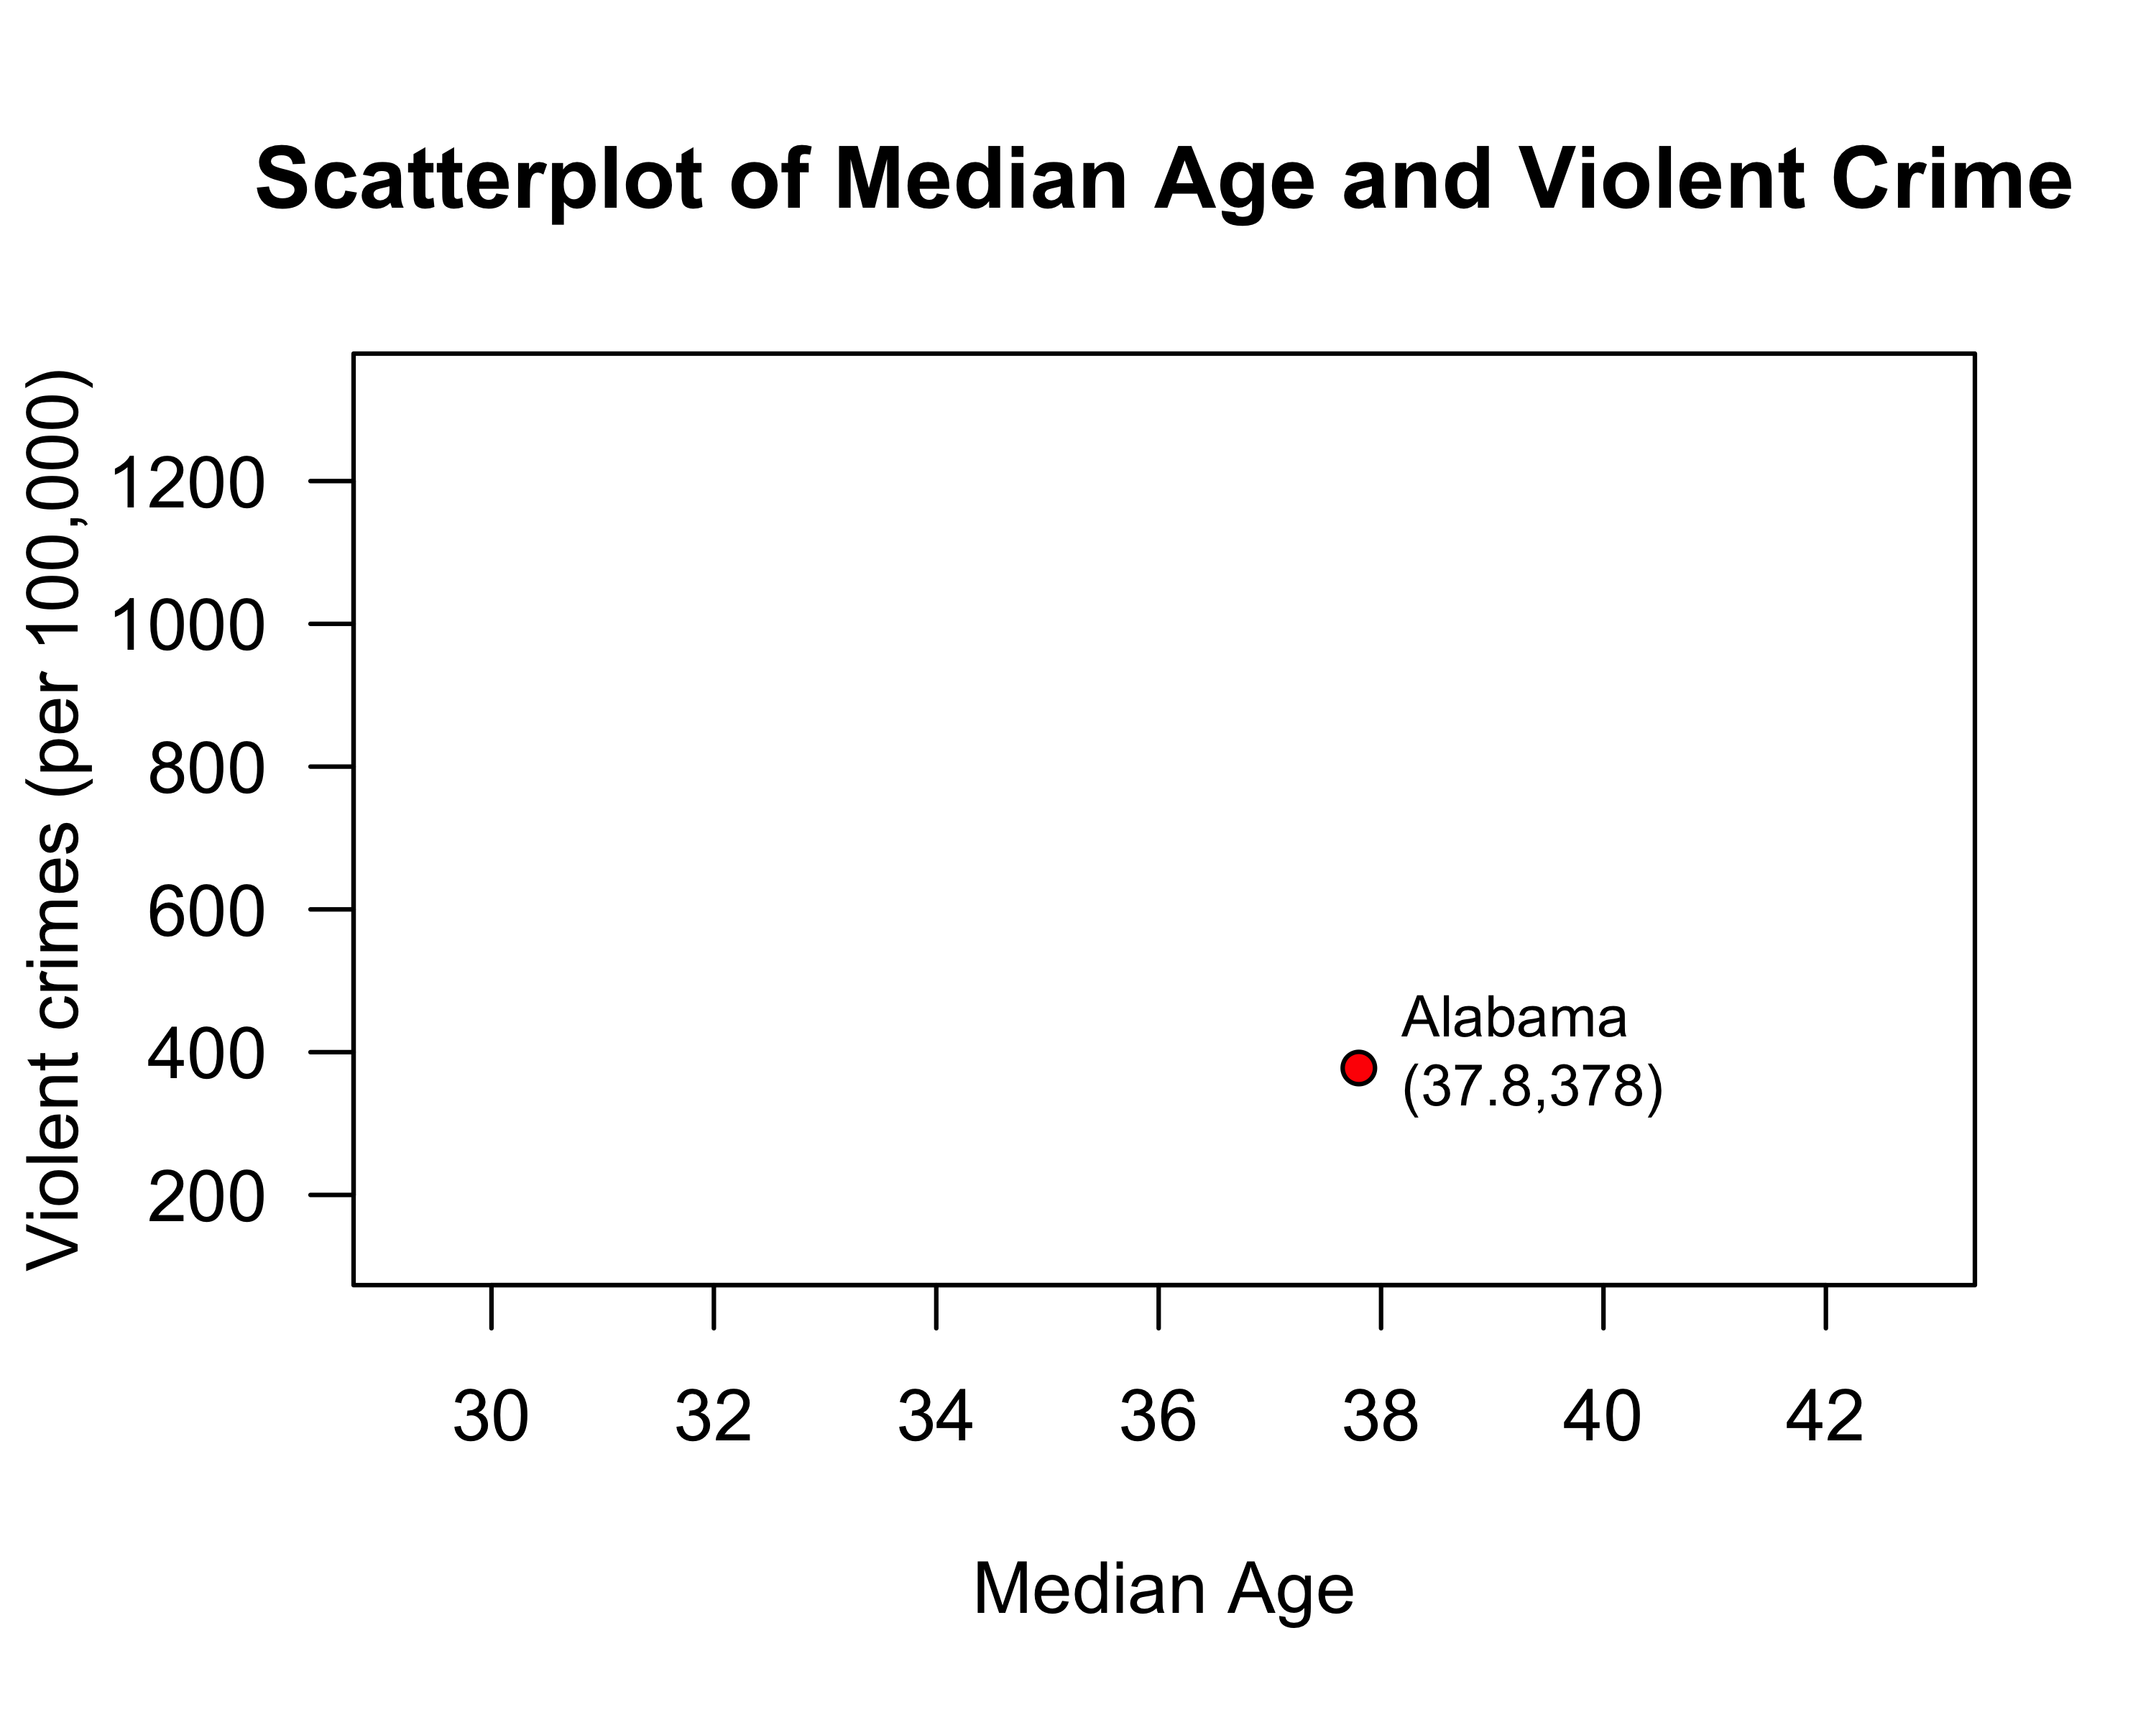 Scatterplot of Median Age and Violent Crime
Violent crimes (per 100,000)
1200
1000
800
600
400
200
Alabama
(37.8,378)
30 32 34 36 38 40 42
Median Age